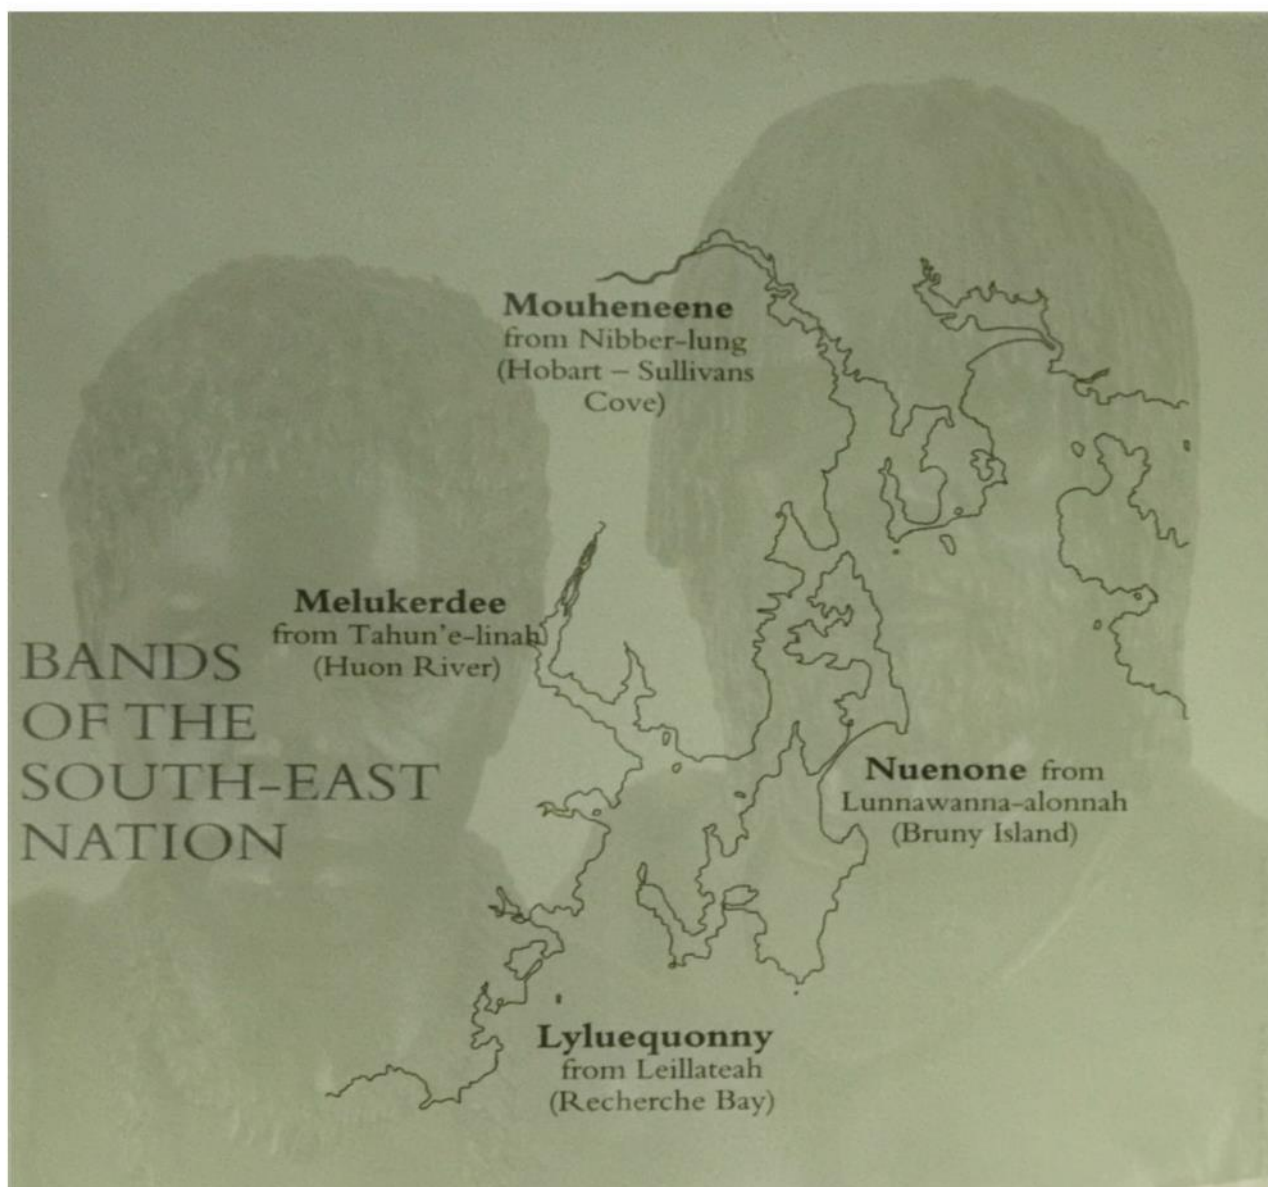 Mouheneene
from Nibber-lung
(Hobart – Sullivans
Cove)
Melukerdee
from Tahun'e-linah
(Huon River)
BANDS
OF THE
SOUTH-EAST
NATION
Nuenone from
Lunnawanna-alonnah
(Bruny Island)
Lyluequonny
from Leillateah
(Recherche Bay)